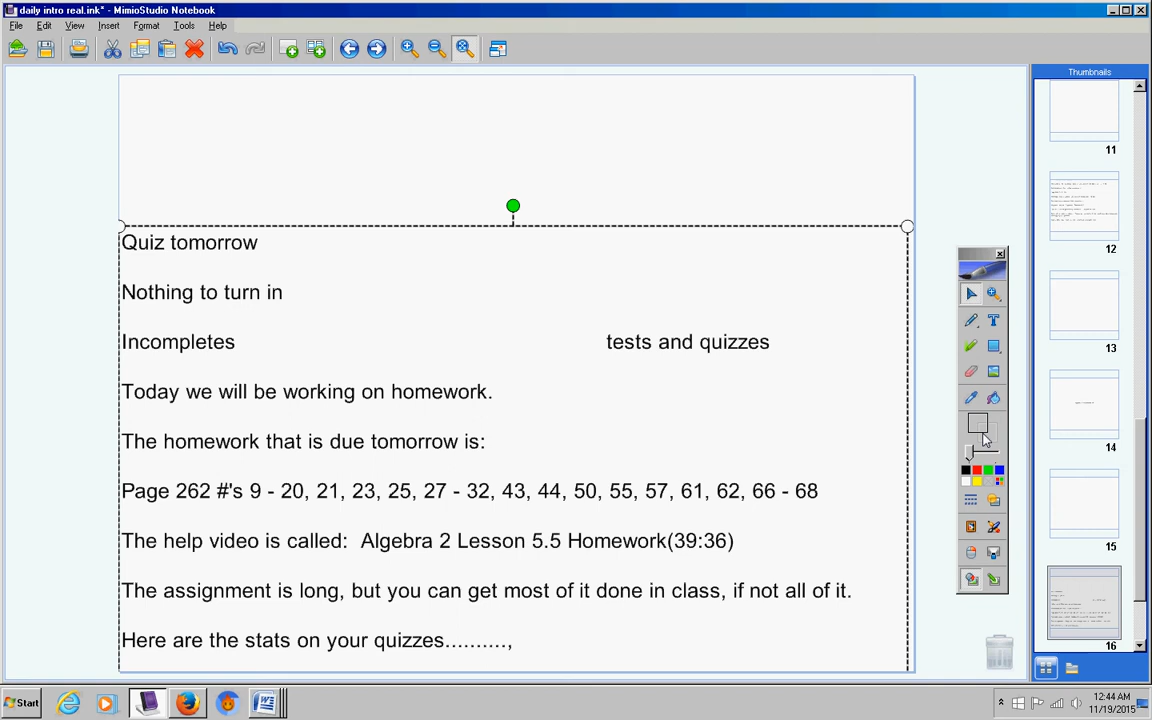 daily intro real.ink* - MimioStudio Notebook
File Edit View Insert Format Tools Help
Thumbnails
11
12
13
14
15
16
Quiz tomorrow
Nothing to turn in
Incompletes tests and quizzes
Today we will be working on homework.
The homework that is due tomorrow is:
Page 262 #'s 9 - 20, 21, 23, 25, 27 - 32, 43, 44, 50, 55, 57, 61, 62, 66 - 68
The help video is called: Algebra 2 Lesson 5.5 Homework(39:36)
The assignment is long, but you can get most of it done in class, if not all of it.
Here are the stats on your quizzes..........,
Start
12:44 AM
11/19/2015